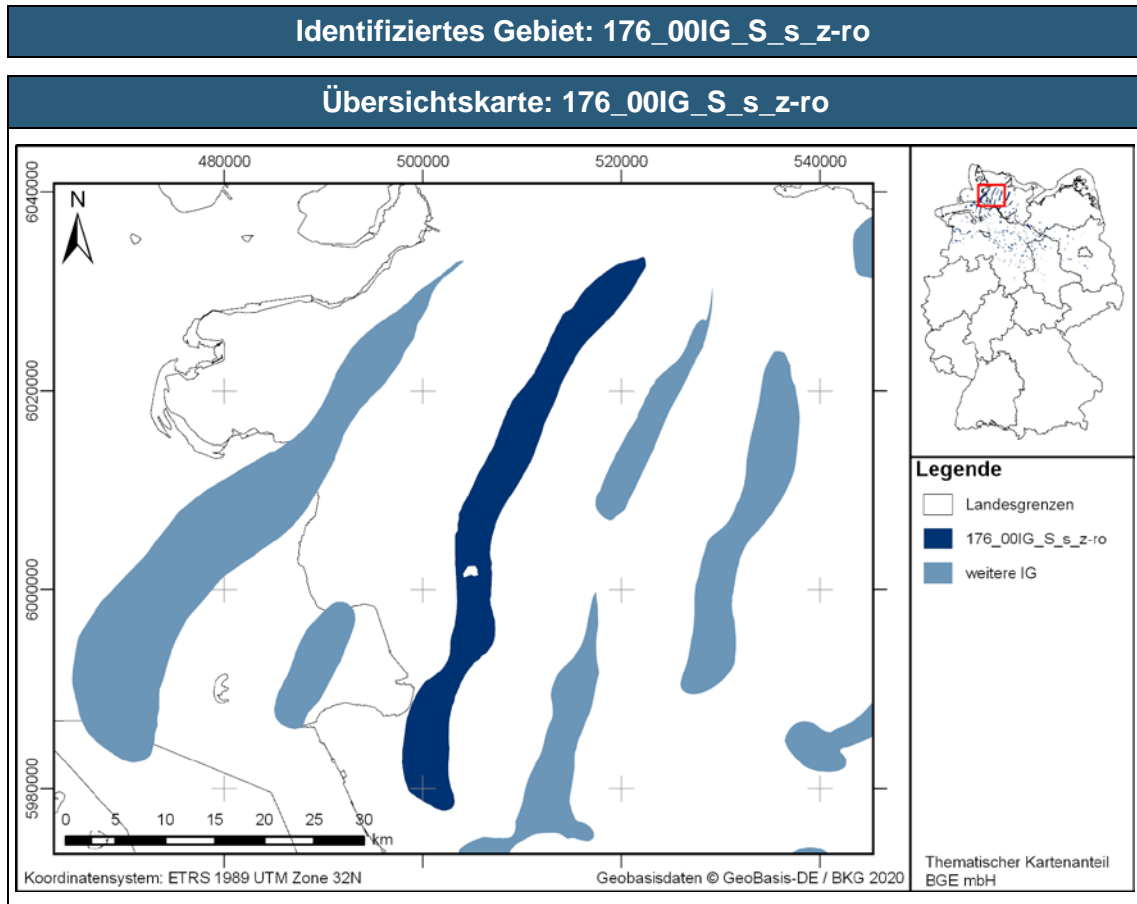 Identifiziertes Gebiet: 176_00IG_S_s_z-ro
Übersichtskarte: 176_00IG_S_s_z-ro
480000 500000 520000 540000
6040000
N
6020000
6000000
5980000
0 5 10 15 20 25 30
km
Koordinatensystem: ETRS 1989 UTM Zone 32N
Geobasisdaten © GeoBasis-DE / BKG 2020
Legende
Landesgrenzen
176_00IG_S_s_z-ro
weitere IG
Thematischer Kartenanteil
BGE mbH